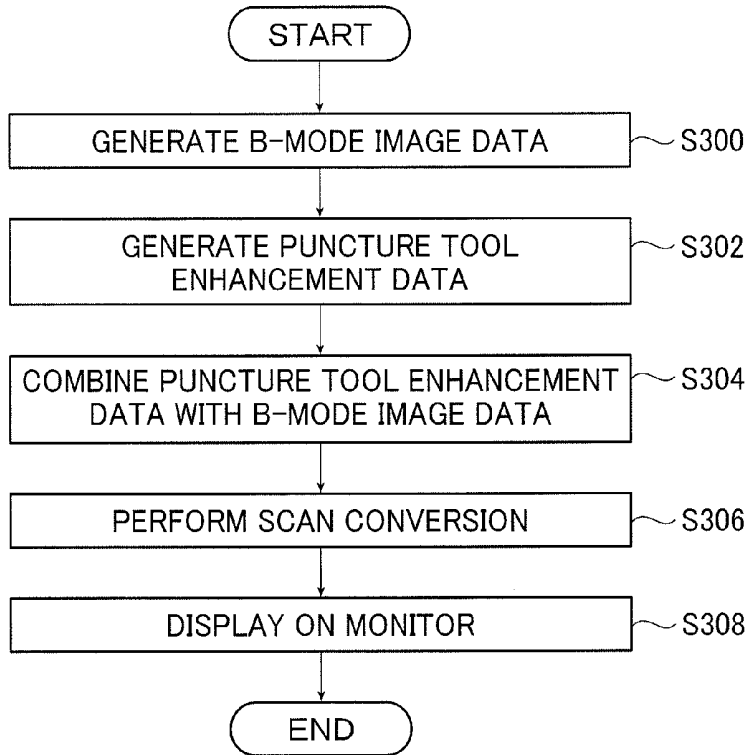 START
GENERATE B-MODE IMAGE DATA
S300
GENERATE PUNCTURE TOOL
ENHANCEMENT DATA
S302
COMBINE PUNCTURE TOOL ENHANCEMENT
DATA WITH B-MODE IMAGE DATA
S304
PERFORM SCAN CONVERSION
S306
DISPLAY ON MONITOR
S308
END